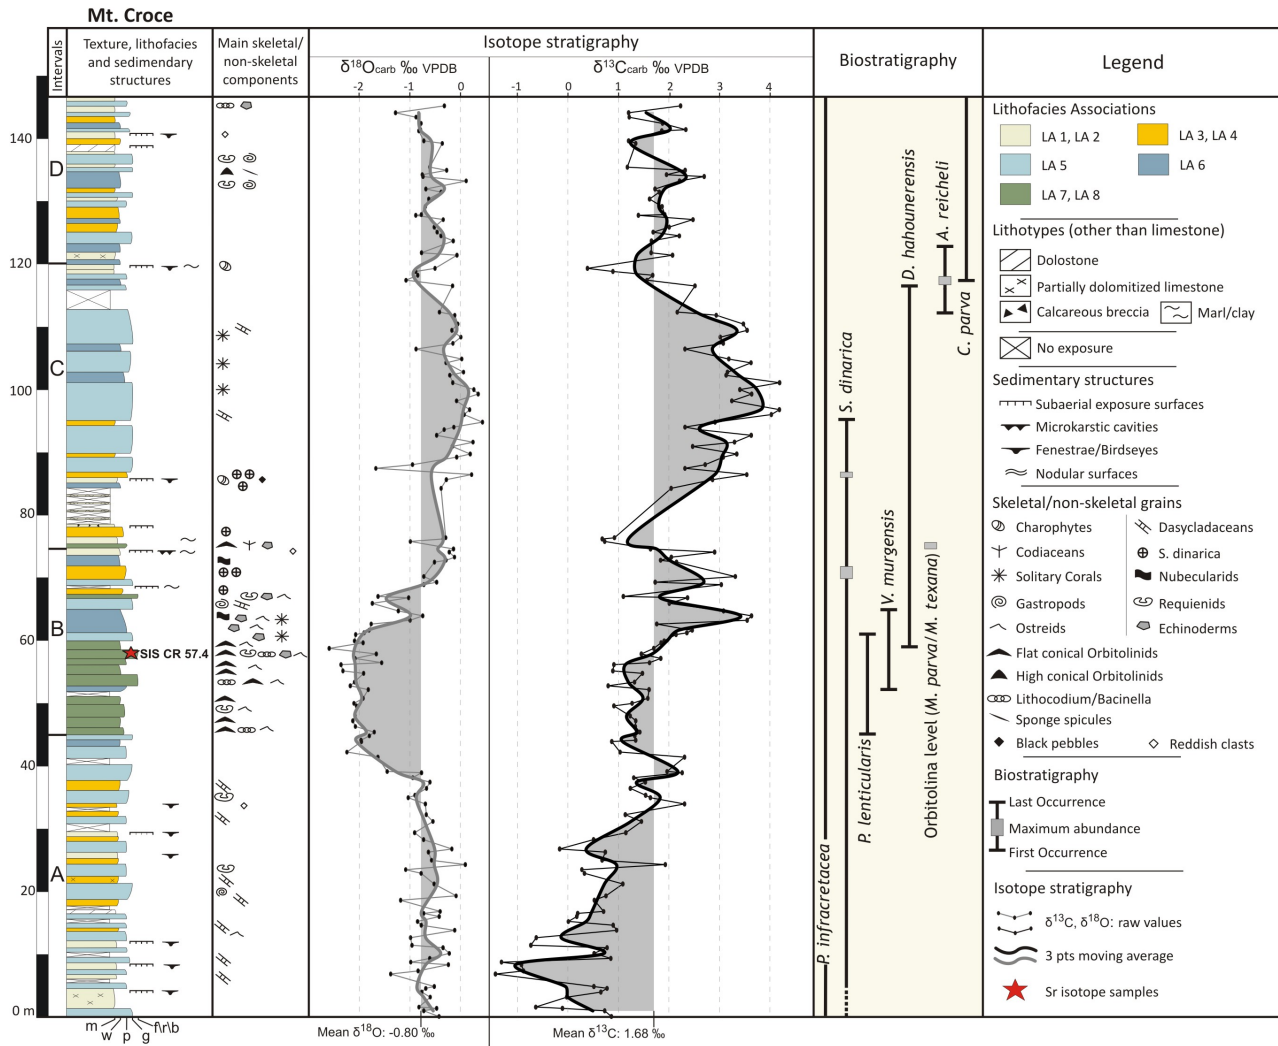 Mt. Croce
Intervals
Texture, lithofacies
and sedimentary
structures
Main skeletal/
non-skeletal
components
Isotope stratigraphy
δ18Ocarb ‰ VPDB
-2 -1 0
δ13Ccarb ‰ VPDB
-1 0 1 2 3 4
Biostratigraphy
Legend
140
120
100
80
60
40
20
0 m
D
C
B
A
SIS CR 57.4
m w p g f\r\b
Mean δ18O: -0.80 ‰
Mean δ13C: 1.68 ‰
P. infracretacea
S. dinarica
P. lenticularis
V. murgensis
D. hahounerensis
Orbitolina level (M. parva/M. texana)
A. reicheli
C. parva
Lithofacies Associations
LA 1, LA 2
LA 3, LA 4
LA 5
LA 6
LA 7, LA 8
Lithotypes (other than limestone)
Dolostone
Partially dolomitized limestone
Calcareous breccia
Marl/clay
No exposure
Sedimentary structures
Subaerial exposure surfaces
Microkarstic cavities
Fenestrae/Birdseyes
Nodular surfaces
Skeletal/non-skeletal grains
Charophytes
Dasycladaceans
Codiaceans
S. dinarica
Solitary Corals
Nubecularids
Gastropods
Requienids
Ostreids
Echinoderms
Flat conical Orbitolinids
High conical Orbitolinids
Lithocodium/Bacinella
Sponge spicules
Black pebbles
Reddish clasts
Biostratigraphy
Last Occurrence
Maximum abundance
First Occurrence
Isotope stratigraphy
δ13C, δ18O: raw values
3 pts moving average
Sr isotope samples